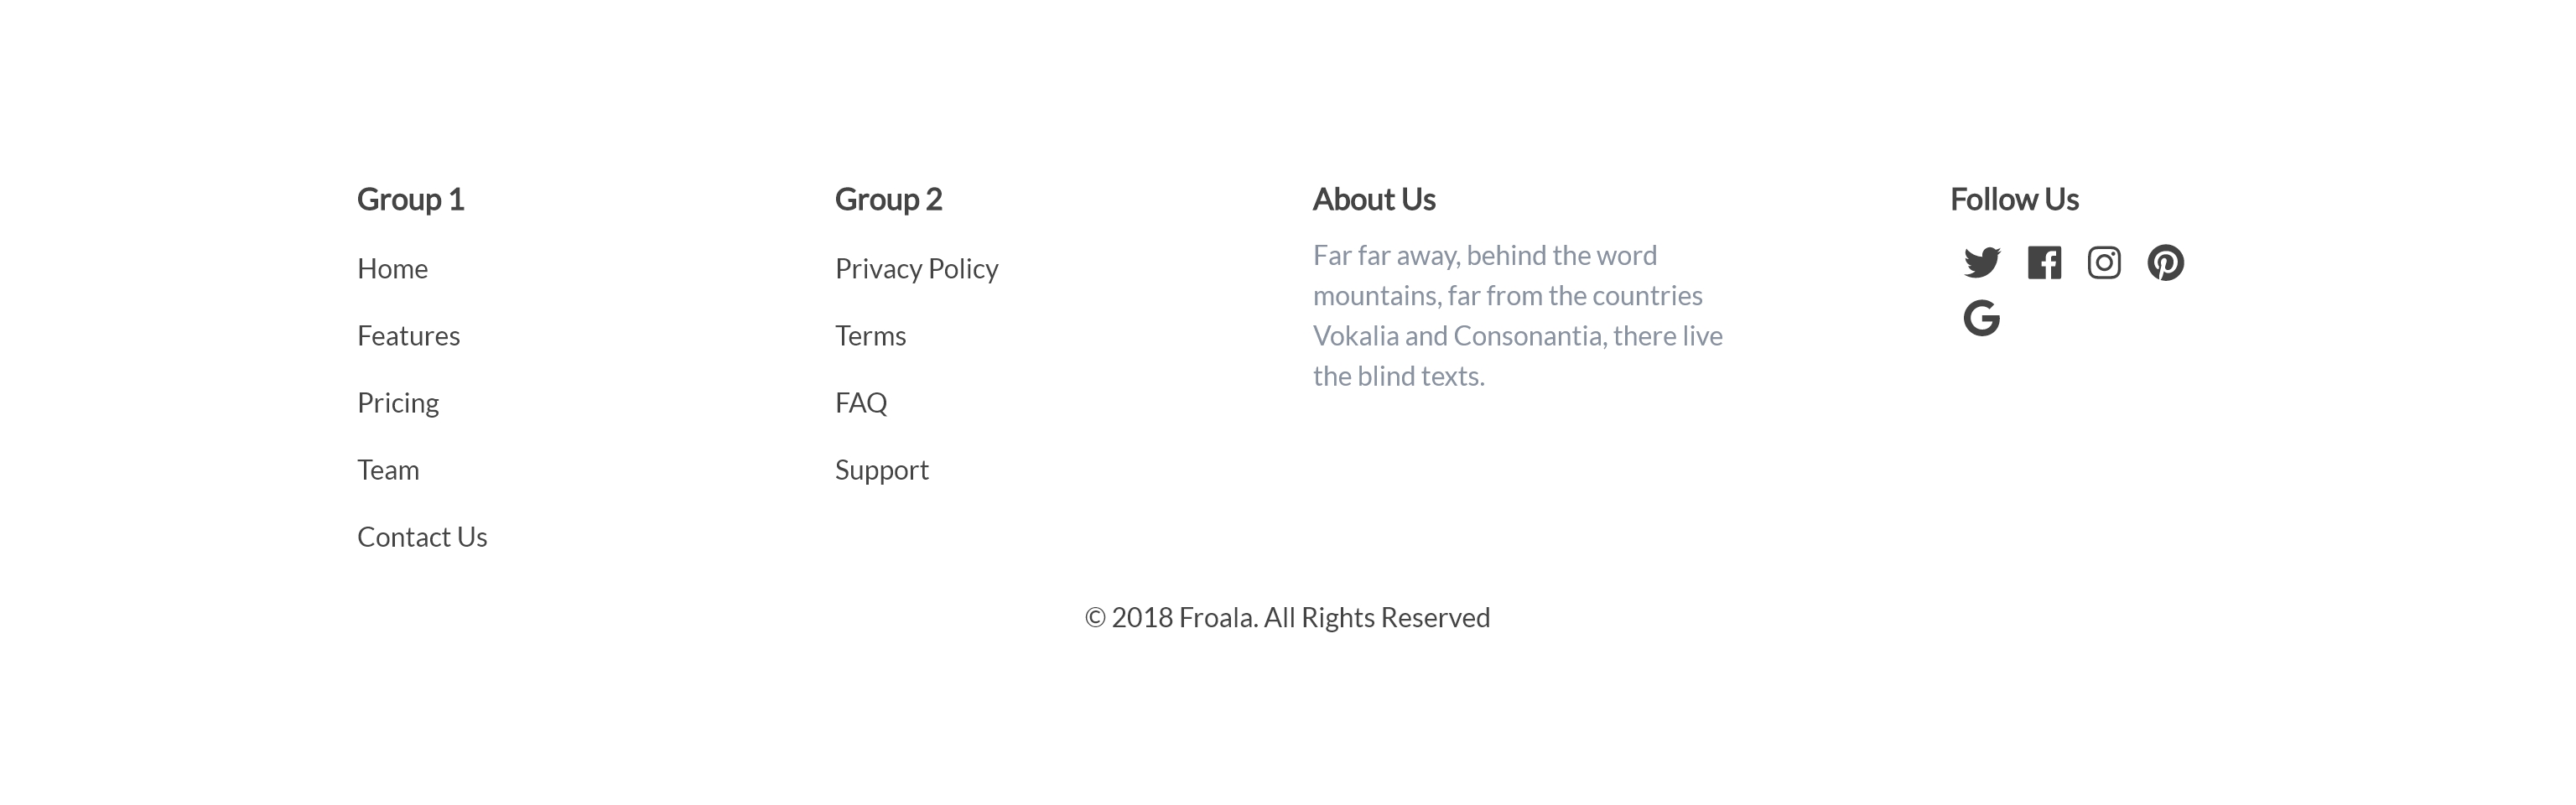 Group 1
Home
Features
Pricing
Team
Contact Us
Group 2
Privacy Policy
Terms
FAQ
Support
About Us
Far far away, behind the word
mountains, far from the countries
Vokalia and Consonantia, there live
the blind texts.
Follow Us
© 2018 Froala. All Rights Reserved